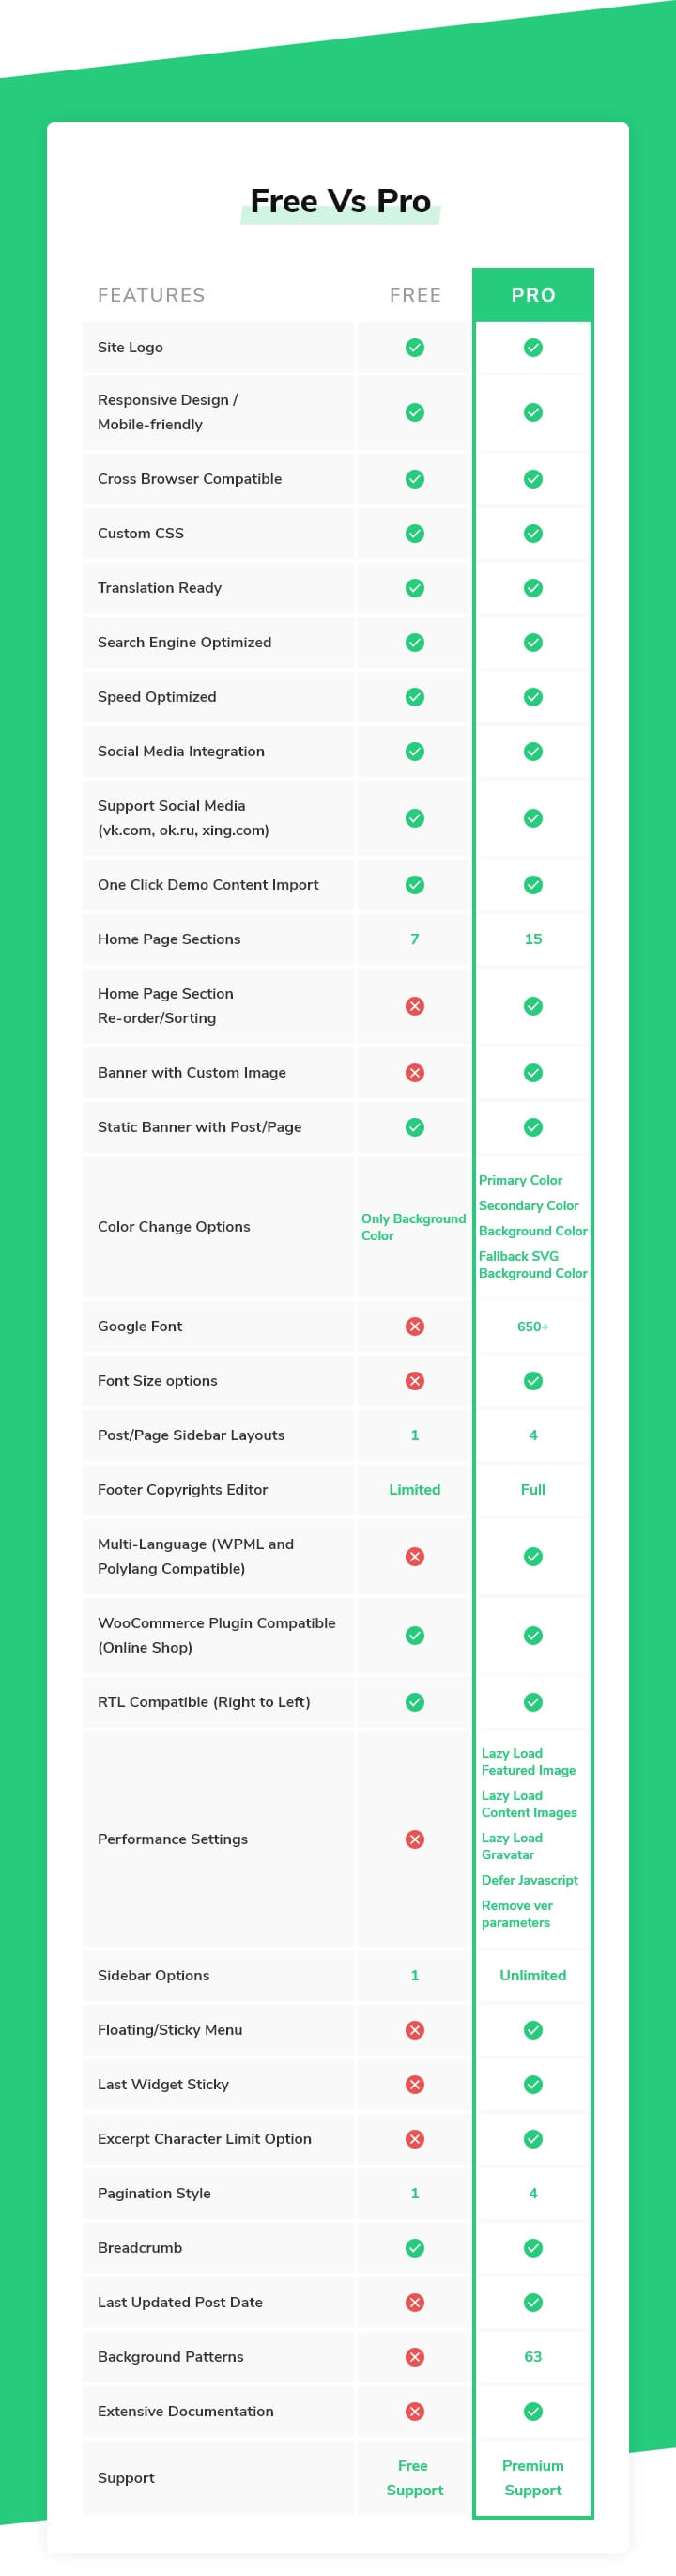 Free Vs Pro
FEATURES FREE PRO
Site Logo
Responsive Design /
Mobile-friendly
Cross Browser Compatible
Custom CSS
Translation Ready
Search Engine Optimized
Speed Optimized
Social Media Integration
Support Social Media
(vk.com, ok.ru, xing.com)
One Click Demo Content Import
Home Page Sections 7 15
Home Page Section
Re-order/Sorting
Banner with Custom Image
Static Banner with Post/Page
Color Change Options
Only Background
Color
Primary Color
Secondary Color
Background Color
Fallback SVG
Background Color
Google Font 650+
Font Size options
Post/Page Sidebar Layouts 1 4
Footer Copyrights Editor Limited Full
Multi-Language (WPML and
Polylang Compatible)
WooCommerce Plugin Compatible
(Online Shop)
RTL Compatible (Right to Left)
Performance Settings
Lazy Load
Featured Image
Lazy Load
Content Images
Lazy Load
Gravatar
Defer Javascript
Remove ver
parameters
Sidebar Options 1 Unlimited
Floating/Sticky Menu
Last Widget Sticky
Excerpt Character Limit Option
Pagination Style 1 4
Breadcrumb
Last Updated Post Date
Background Patterns 63
Extensive Documentation
Support
Free
Support
Premium
Support